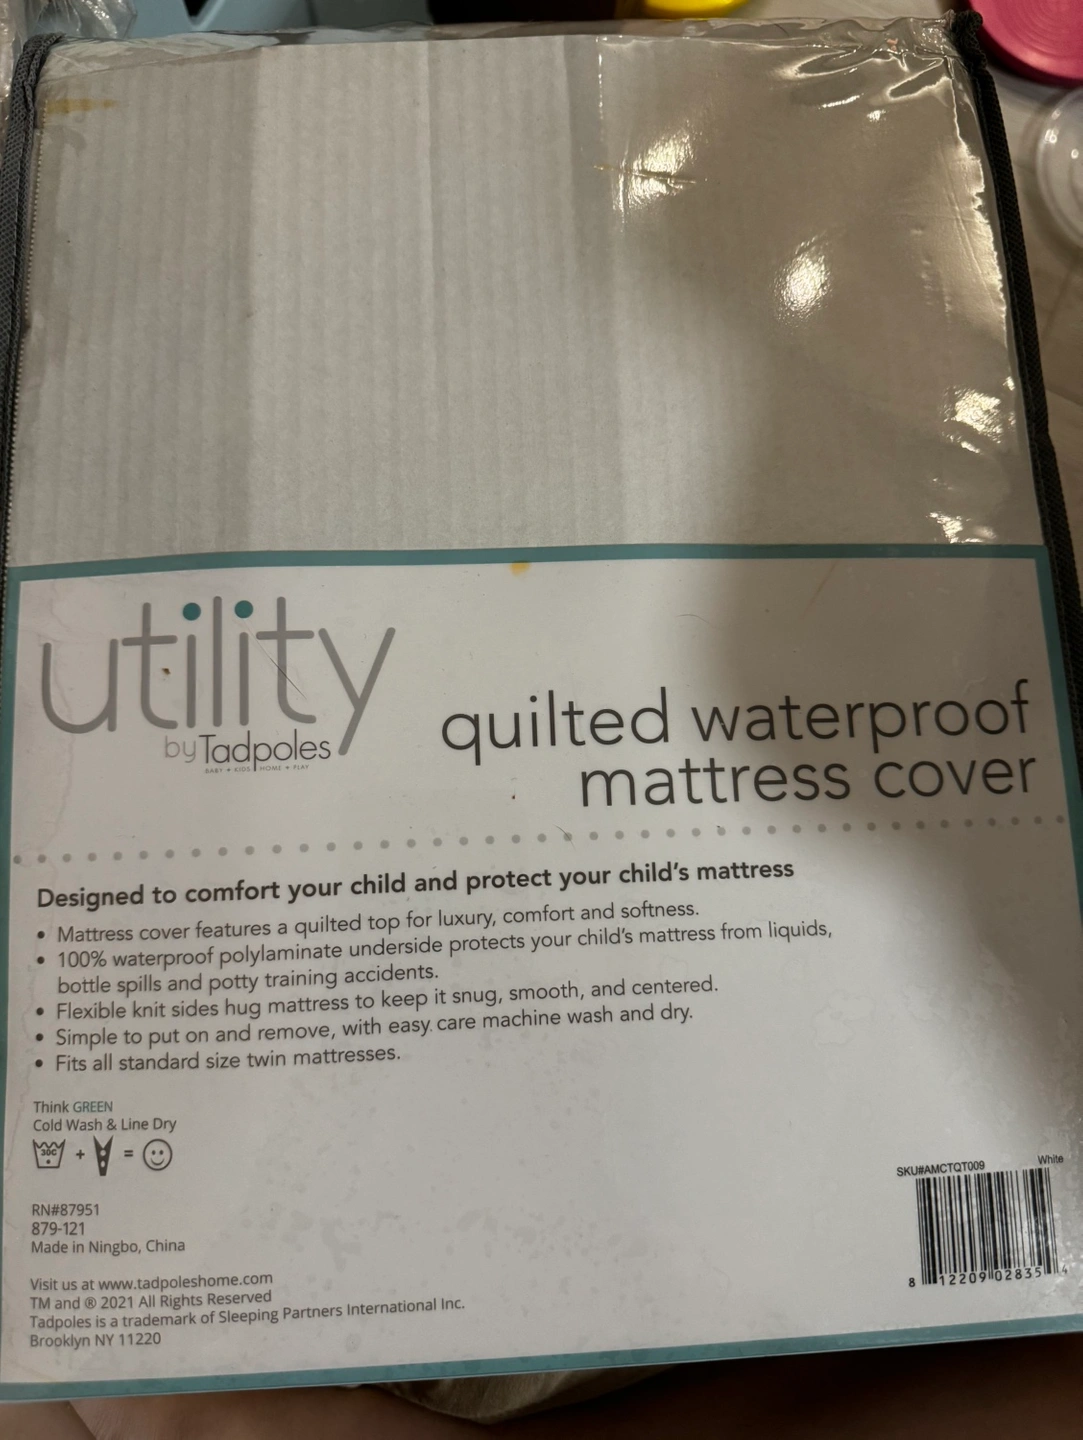 utility
by Tadpoles
BABY + KIDS HOME + PLAY
quilted waterproof
mattress cover
Designed to comfort your child and protect your child's mattress
• Mattress cover features a quilted top for luxury, comfort and softness.
• 100% waterproof polylaminate underside protects your child's mattress from liquids,
bottle spills and potty training accidents.
• Flexible knit sides hug mattress to keep it snug, smooth, and centered.
• Simple to put on and remove, with easy care machine wash and dry.
• Fits all standard size twin mattresses.
Think GREEN
Cold Wash & Line Dry
30C + =
RN#87951
879-121
Made in Ningbo, China
Visit us at www.tadpoleshome.com
TM and ® 2021 All Rights Reserved
Tadpoles is a trademark of Sleeping Partners International Inc.
Brooklyn NY 11220
SKU#AMCTQT009 White
8 12209 02835 4